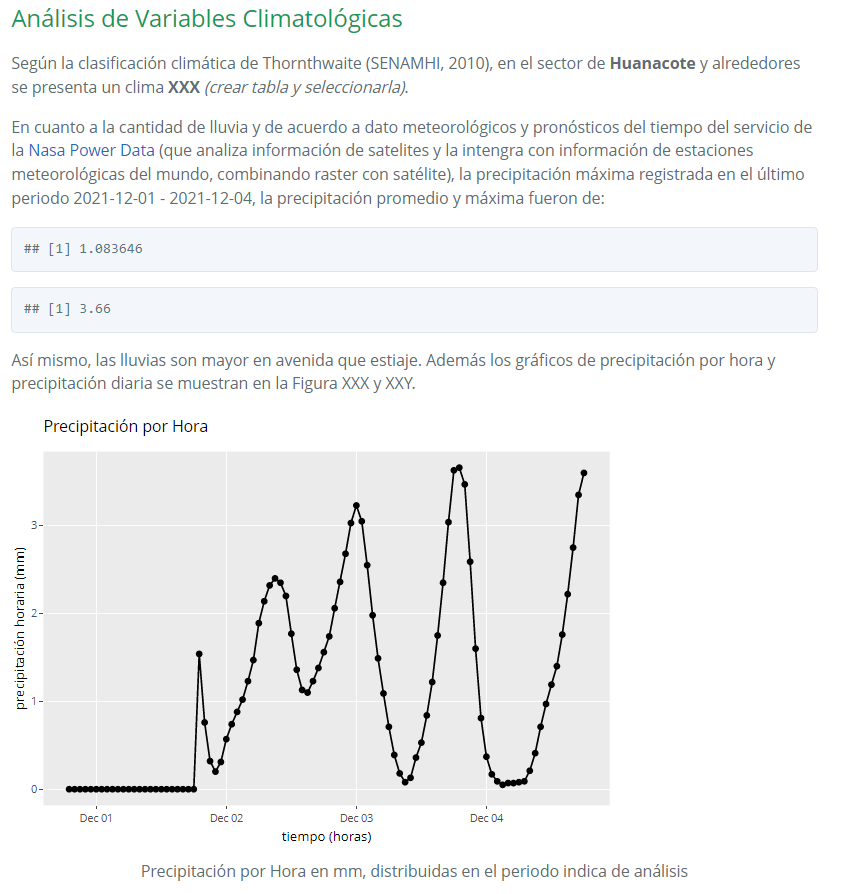 Análisis de Variables Climatológicas
Según la clasificación climática de Thornthwaite (SENAMHI, 2010), en el sector de Huanacote y alrededores
se presenta un clima XXX (crear tabla y seleccionarla).
En cuanto a la cantidad de lluvia y de acuerdo a dato meteorológicos y pronósticos del tiempo del servicio de
la Nasa Power Data (que analiza información de satelites y la intengra con información de estaciones
meteorológicas del mundo, combinando raster con satélite), la precipitación máxima registrada en el último
periodo 2021-12-01 - 2021-12-04, la precipitación promedio y máxima fueron de:
## [1] 1.083646
## [1] 3.66
Así mismo, las lluvias son mayor en avenida que estiaje. Además los gráficos de precipitación por hora y
precipitación diaria se muestran en la Figura XXX y XXY.
Precipitación por Hora
precipitación horaria (mm)
3
2
1
0
Dec 01 Dec 02 Dec 03 Dec 04
tiempo (horas)
Precipitación por Hora en mm, distribuidas en el periodo indica de análisis